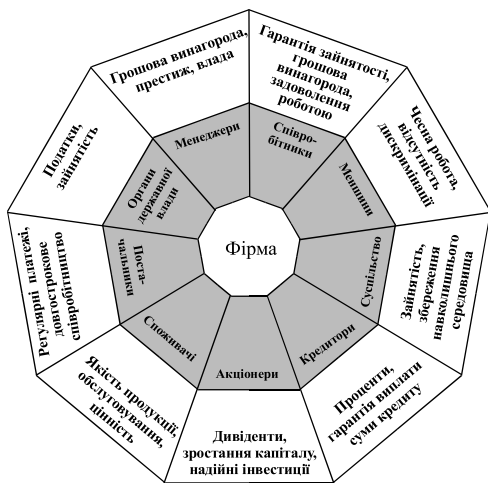 Грошова винагорода,
престиж, влада
Гарантія зайнятості,
грошова
винагорода,
задоволення
роботою
Чесна робота,
відсутність
дискримінації
Зайнятість,
збереження
навколишнього
середовища
Проценти,
гарантія виплати
суми кредиту
Дивіденти,
зростання капіталу,
надійні інвестиції
Якість продукції,
обслуговування,
цінність
Регулярні платежі,
довгострокове
співробітництво
Податки,
зайнятість
Менеджери
Співро-
бітники
Меншини
Суспільство
Кредитори
Акціонери
Споживачі
Поста-
чальники
Органи
державної
влади
Фірма